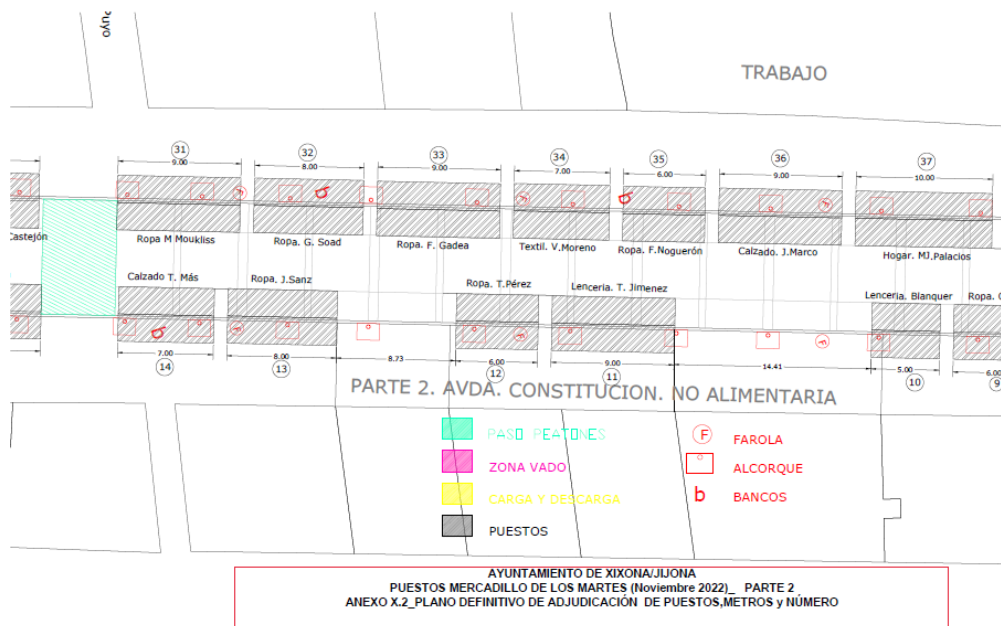 uyo
TRABAJO
31 32 33 34 35 36 37
9.00 8.00 9.00 7.00 6.00 9.00 10.00
F b F b F
Castejón Ropa M Moukliss Ropa. G. Soad Ropa. F. Gadea Textil. V.Moreno Ropa. F.Noguerón Calzado. J.Marco Hogar. MJ.Palacios
Calzado T. Más Ropa. J.Sanz Ropa. T.Pérez Lenceria. T. Jimenez Lenceria. Blanquer Ropa.
b F F F
7.00 8.00 8.73 6.00 9.00 14.41 5.00 6.00
14 13 12 11 10 9
PARTE 2. AVDA. CONSTITUCION. NO ALIMENTARIA
PASO PEATONES
ZONA VADO
CARGA Y DESCARGA
PUESTOS
F FAROLA
ALCORQUE
b BANCOS
AYUNTAMIENTO DE XIXONA/JIJONA
PUESTOS MERCADILLO DE LOS MARTES (Noviembre 2022)_ PARTE 2
ANEXO X.2_PLANO DEFINITIVO DE ADJUDICACIÓN DE PUESTOS,METROS y NÚMERO